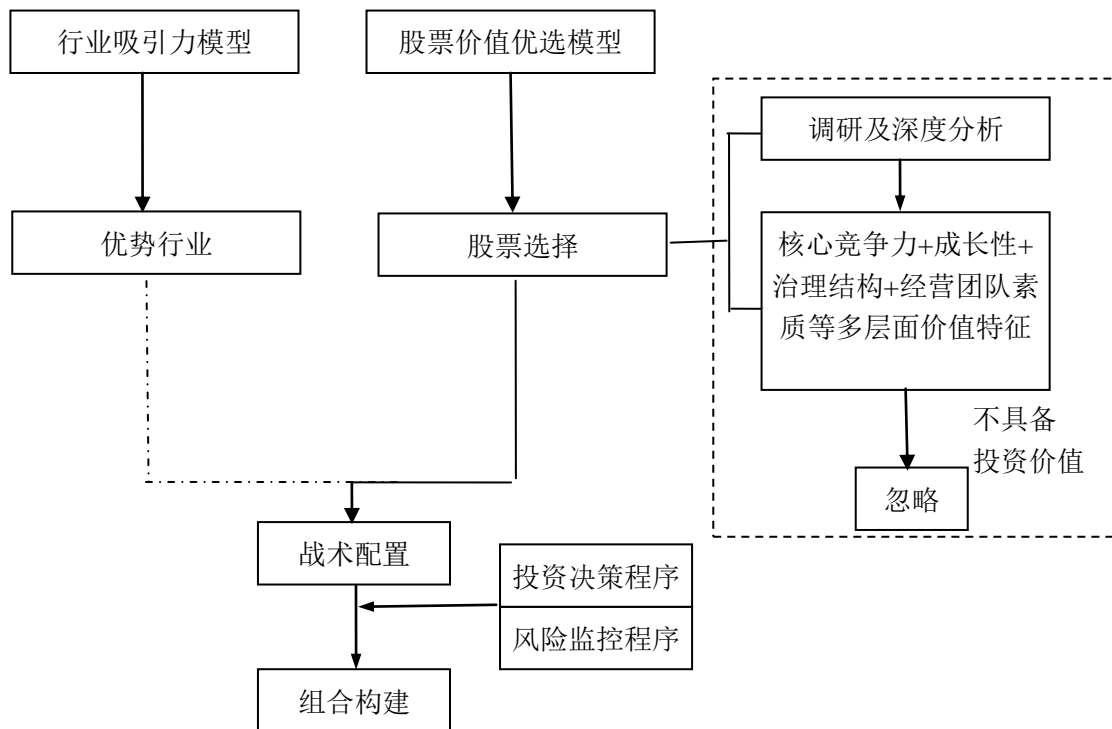 行业吸引力模型
股票价值优选模型
调研及深度分析
优势行业
股票选择
核心竞争力+成长性+
治理结构+经营团队素
质等多层面价值特征
不具备
投资价值
忽略
战术配置
投资决策程序
风险监控程序
组合构建